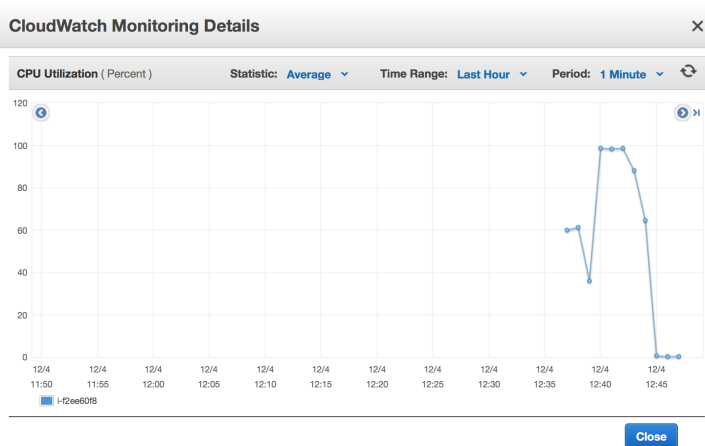 CloudWatch Monitoring Details ×
CPU Utilization ( Percent ) Statistic: Average Time Range: Last Hour Period: 1 Minute
120
100
80
60
40
20
0
12/4 12/4 12/4 12/4 12/4 12/4 12/4 12/4 12/4 12/4 12/4 12/4
11:50 11:55 12:00 12:05 12:10 12:15 12:20 12:25 12:30 12:35 12:40 12:45
i-f2ee60f8
Close